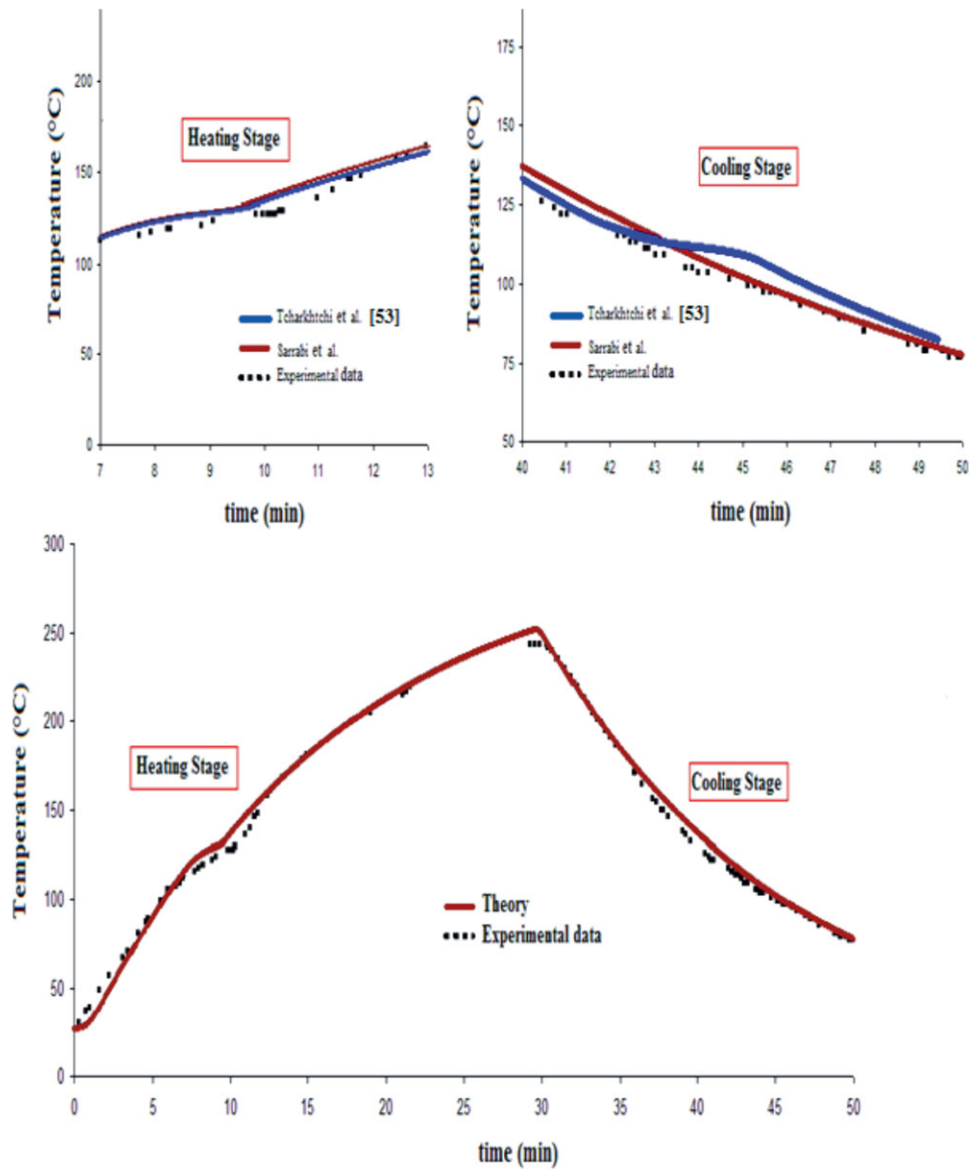 Temperature (°C)
200
150
100
50
0
Heating Stage
Tcharkhtchi et al. [53]
Sarrabi et al.
Experimental data
7 8 9 10 11 12 13
time (min)
Temperature (°C)
175
150
125
100
75
50
Cooling Stage
Tcharkhtchi et al. [53]
Sarrabi et al.
Experimental data
40 41 42 43 44 45 46 47 48 49 50
time (min)
Temperature (°C)
300
250
200
150
100
50
0
Heating Stage
Cooling Stage
Theory
Experimental data
0 5 10 15 20 25 30 35 40 45 50
time (min)